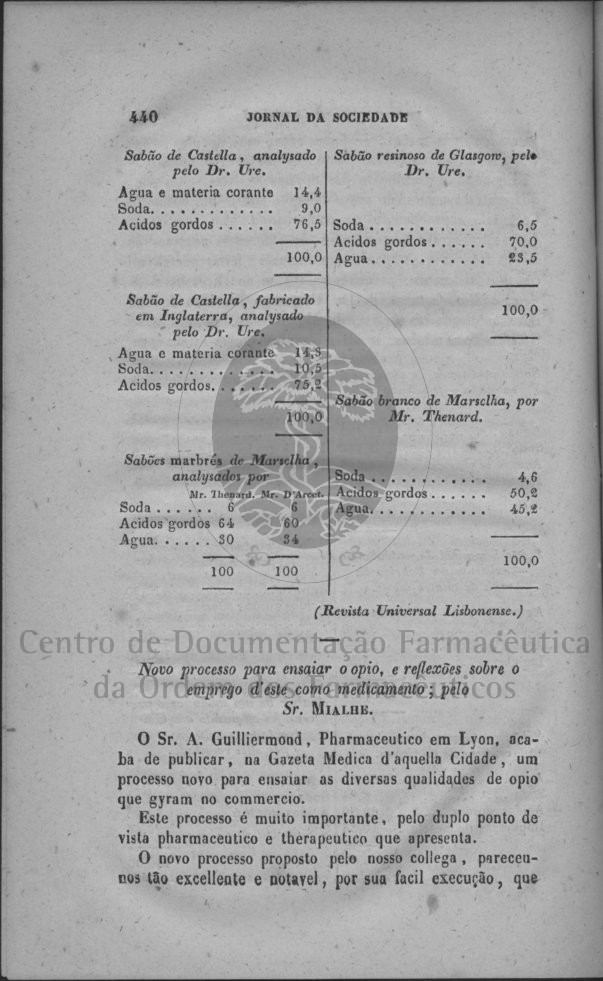 440 JORNAL DA SOCIEDADE
Sabão de Castella, analysado
pelo Dr. Ure.
Agua e materia corante 14,4
Soda. . . . . . . . . . . . . 9,0
Acidos gordos . . . . . . 76,5
100,0
Sabão de Castella, fabricado
em Inglaterra, analysado
pelo Dr. Ure.
Agua e materia corante 14,3
Soda. . . . . . . . . . . . . 10,5
Acidos gordos. . . . . . . 75,2
100,0
Sabões marbrés de Marselha,
analysados por
Mr. Thenard. Mr. D'Arcet.
Soda . . . . . . 6 6
Acidos gordos 64 60
Agua. . . . . . 30 34
100 100
Sabão resinoso de Glasgow, pelo
Dr. Ure.
Soda . . . . . . . . . . . . 6,5
Acidos gordos . . . . . . 70,0
Agua . . . . . . . . . . . . 23,5
100,0
Sabão branco de Marselha, por
Mr. Thenard.
Soda . . . . . . . . . . . . 4,6
Acidos gordos . . . . . . 50,2
Agua. . . . . . . . . . . . 45,2
100,0
(Revista Universal Lisbonense.)
Centro de Documentação Farmacêutica
da Ordem dos Farmacêuticos
Novo processo para ensaiar o opio, e reflexões sobre o
emprego d'este como medicamento; pelo
Sr. MIALHE.
O Sr. A. Guilliermond, Pharmaceutico em Lyon, aca-
ba de publicar, na Gazeta Medica d'aquella Cidade, um
processo novo para ensaiar as diversas qualidades de opio
que gyram no commercio.
Este processo é muito importante, pelo duplo ponto de
vista pharmaceutico e therapeutico que apresenta.
O novo processo proposto pelo nosso collega, pareceu-
nos tão excellente e notavel, por sua facil execução, que